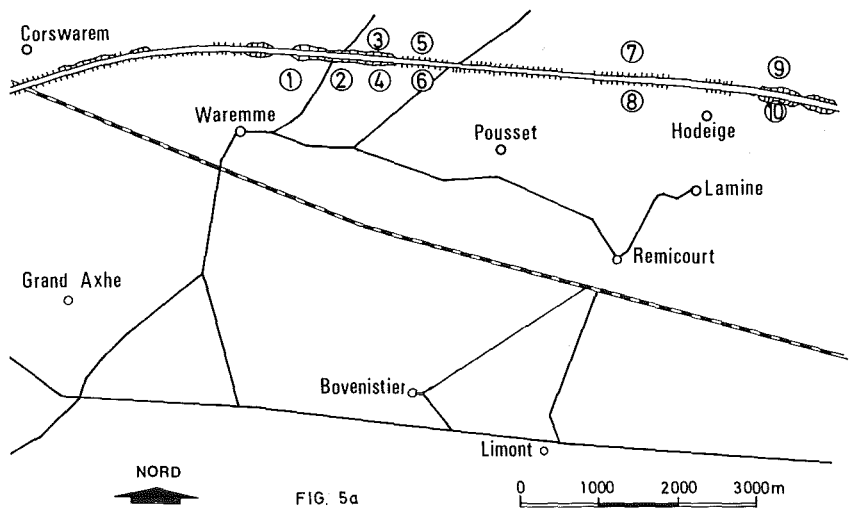 Corswarem
③ ⑤ ⑦ ⑨
① ② ④ ⑥ ⑧ ⑩
Waremme
Pousset
Hodeige
Lamine
Remicourt
Grand Axhe
Bovenistier
Limont
NORD
FIG. 5a
0 1000 2000 3000m